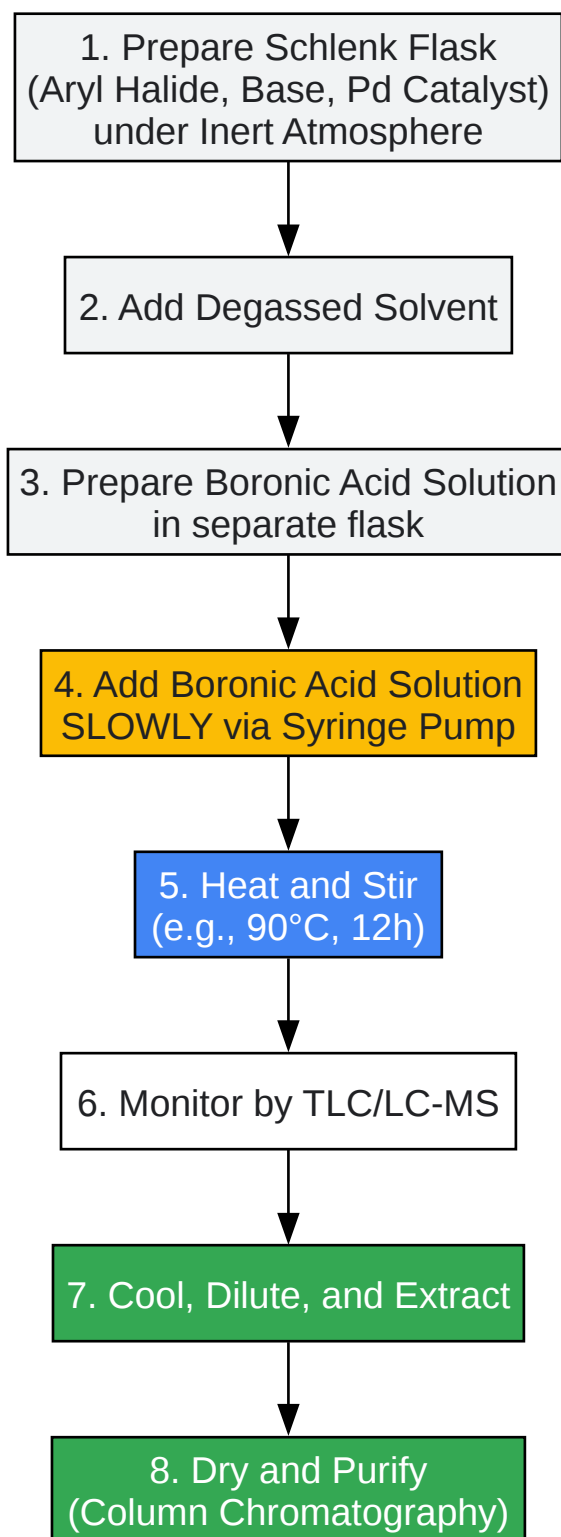 1. Prepare Schlenk Flask
(Aryl Halide, Base, Pd Catalyst)
under Inert Atmosphere
2. Add Degassed Solvent
3. Prepare Boronic Acid Solution
in separate flask
4. Add Boronic Acid Solution
SLOWLY via Syringe Pump
5. Heat and Stir
(e.g., 90°C, 12h)
6. Monitor by TLC/LC-MS
7. Cool, Dilute, and Extract
8. Dry and Purify
(Column Chromatography)